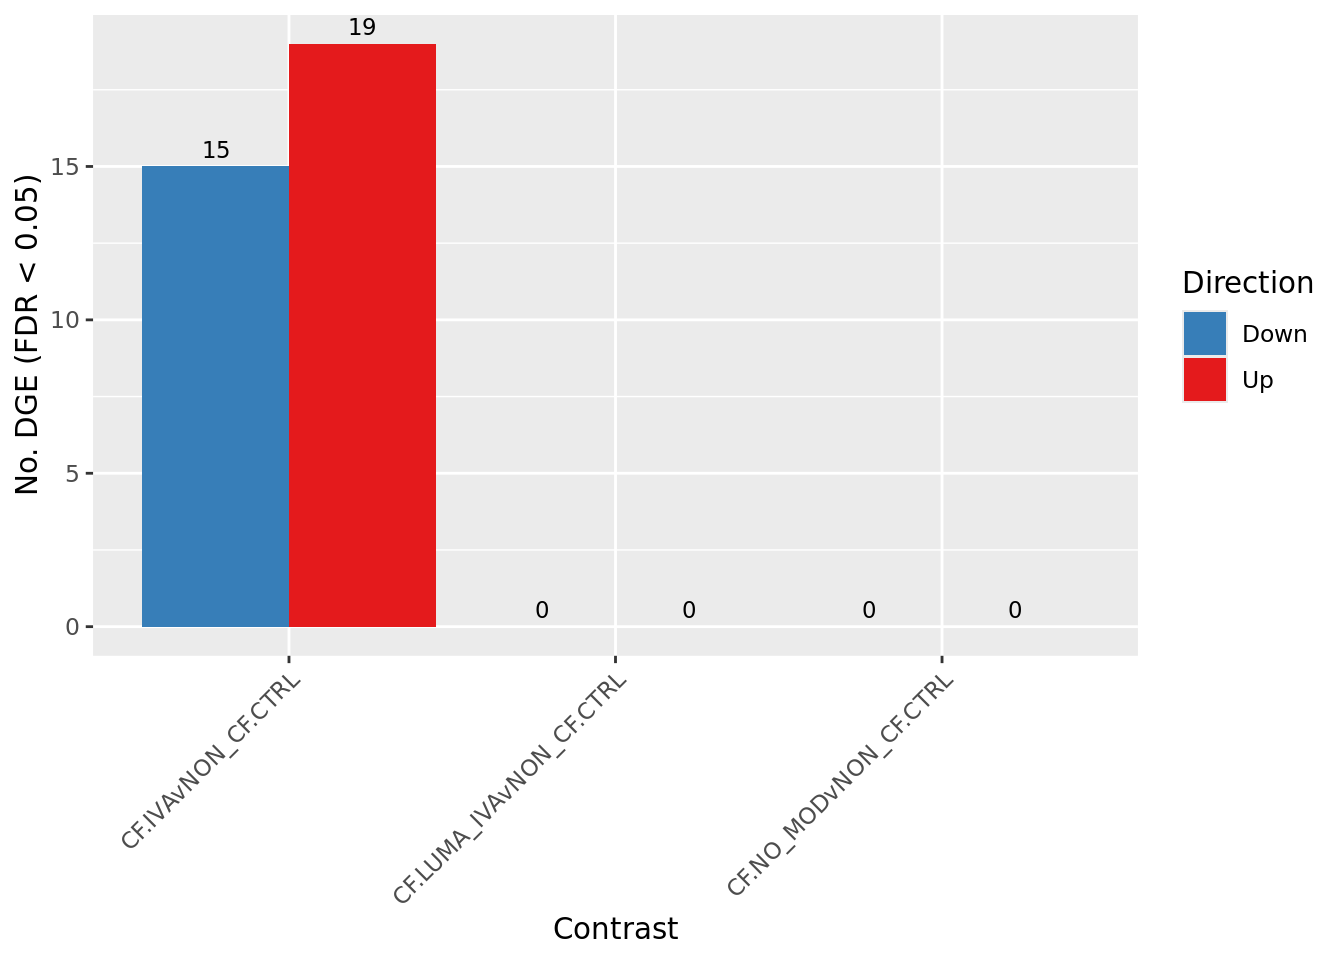 19
15
15
10
5
0
0
0
0
0
No. DGE (FDR < 0.05)
CF.IVAvNON_CF.CTRL
CF.LUMA_IVAvNON_CF.CTRL
CF.NO_MODvNON_CF.CTRL
Contrast
Direction
Down
Up